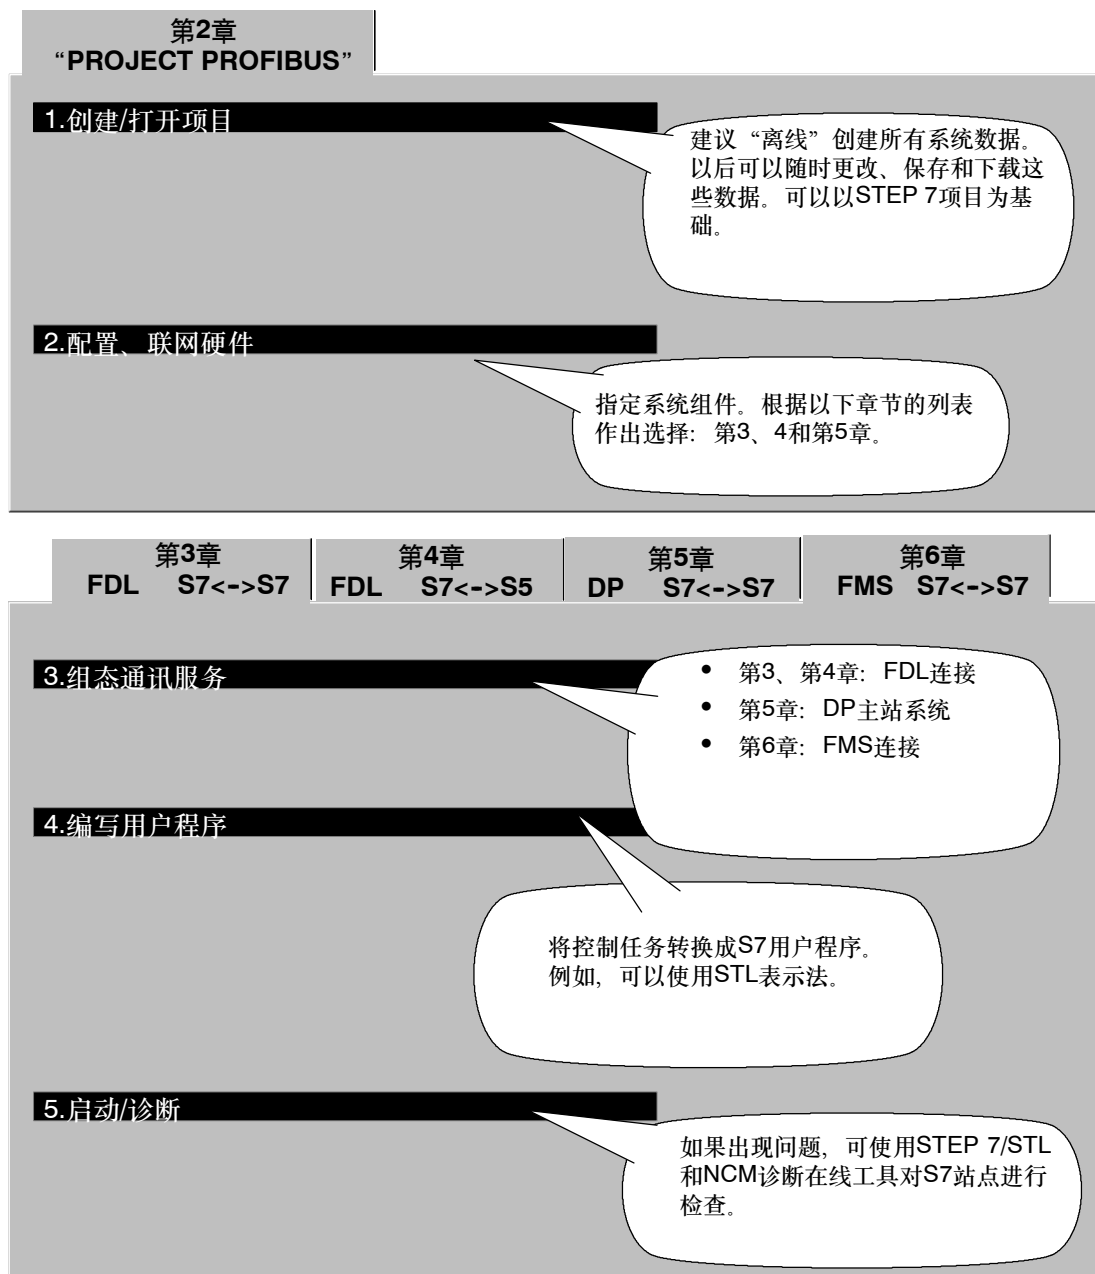 第2章
“PROJECT PROFIBUS”
1.创建/打开项目
建议“离线”创建所有系统数据。
以后可以随时更改、保存和下载这
些数据。可以以STEP 7项目为基
础。
2.配置、联网硬件
指定系统组件。根据以下章节的列表
作出选择：第3、4和第5章。
第3章
FDL S7<->S7
第4章
FDL S7<->S5
第5章
DP S7<->S7
第6章
FMS S7<->S7
3.组态通讯服务
• 第3、第4章：FDL连接
• 第5章：DP主站系统
• 第6章：FMS连接
4.编写用户程序
将控制任务转换成S7用户程序。
例如，可以使用STL表示法。
5.启动/诊断
如果出现问题，可使用STEP 7/STL
和NCM诊断在线工具对S7站点进行
检查。